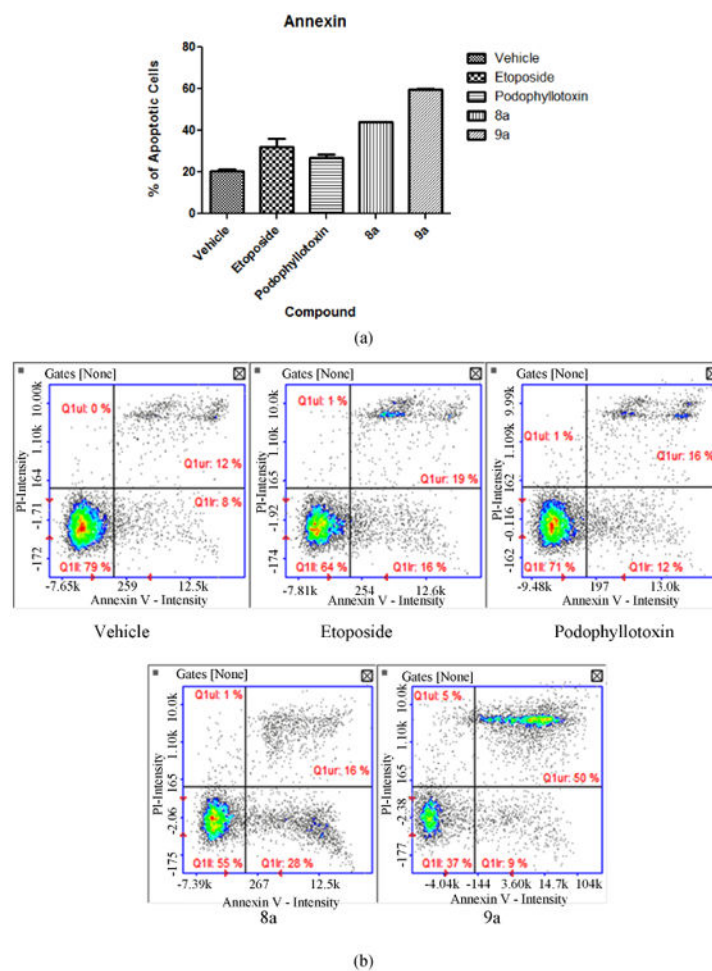 Annexin
% of Apoptotic Cells
80
60
40
20
0
Vehicle
Etoposide
Podophyllotoxin
8a
9a
Compound
Vehicle
Etoposide
Podophyllotoxin
8a
9a
(a)
Gates [None]
Q1ul: 0 %
Q1ur: 12 %
Q1lr: 8 %
Q1ll: 79 %
PI-Intensity
10.00k
1.10k
164
-1.71
-172
-7.65k 259 12.5k
Annexin V - Intensity
Vehicle
Gates [None]
Q1ul: 1 %
Q1ur: 19 %
Q1ll: 64 %
Q1lr: 16 %
PI-Intensity
10.0k
1.10k
165
-1.92
-174
-7.81k 254 12.6k
Annexin V - Intensity
Etoposide
Gates [None]
Q1ul: 1 %
Q1ur: 16 %
Q1ll: 71 %
Q1lr: 12 %
PI-Intensity
9.99k
1.109k
162
-0.116
-162
-9.48k 197 13.0k
Annexin V - Intensity
Podophyllotoxin
Gates [None]
Q1ul: 1 %
Q1ur: 16 %
Q1ll: 55 %
Q1lr: 28 %
PI-Intensity
10.0k
1.10k
165
-2.06
-175
-7.39k 267 12.5k
Annexin V - Intensity
8a
Gates [None]
Q1ul: 5 %
Q1ur: 50 %
Q1ll: 37 %
Q1lr: 9 %
PI-Intensity
10.0k
1.10k
165
-2.38
-177
-4.04k -144 3.60k 14.7k 104k
Annexin V - Intensity
9a
(b)